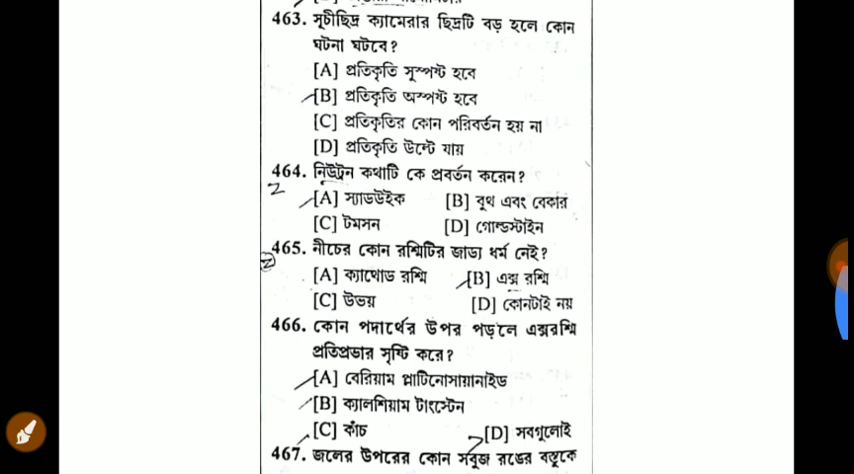 463. সূচীছিদ্র ক্যামেরার ছিদ্রটি বড় হলে কোন
ঘটনা ঘটবে?
[A] প্রতিকৃতি সুস্পষ্ট হবে
[B] প্রতিকৃতি অস্পষ্ট হবে
[C] প্রতিকৃতির কোন পরিবর্তন হয় না
[D] প্রতিকৃতি উল্টে যায়
464. নিউট্রন কথাটি কে প্রবর্তন করেন?
[A] স্যাডউইক [B] বুথ এবং বেকার
[C] টমসন [D] গোল্ডস্টাইন
465. নীচের কোন রশ্মিটির জাড্য ধর্ম নেই?
[A] ক্যাথোড রশ্মি [B] এক্স রশ্মি
[C] উভয় [D] কোনটাই নয়
466. কোন পদার্থের উপর পড়লে এক্সরশ্মি
প্রতিপ্রভার সৃষ্টি করে?
[A] বেরিয়াম প্লাটিনোসায়ানাইড
[B] ক্যালশিয়াম টাংস্টেন
[C] কাঁচ [D] সবগুলোই
467. জলের উপরের কোন সবুজ রঙের বস্তুকে